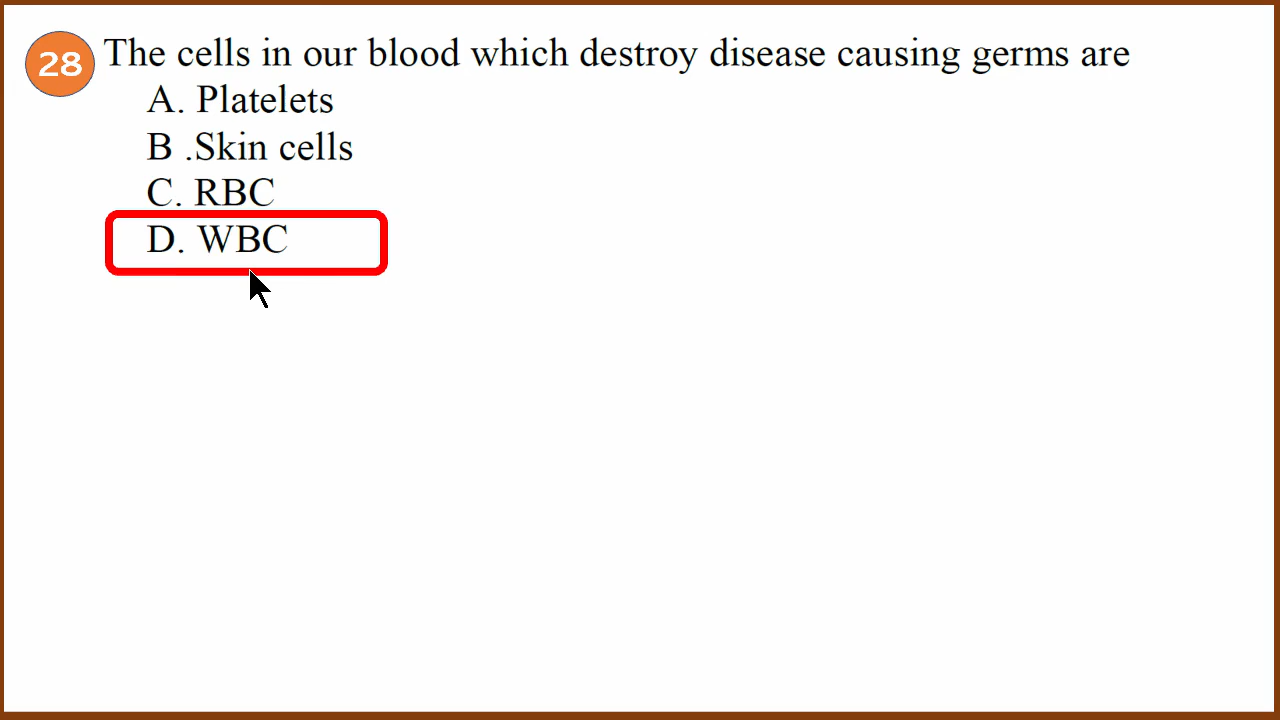 28 The cells in our blood which destroy disease causing germs are
A. Platelets
B .Skin cells
C. RBC
D. WBC